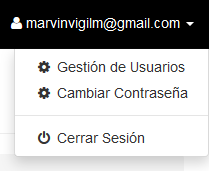 marvinvigilm@gmail.com
Gestión de Usuarios
Cambiar Contraseña
Cerrar Sesión